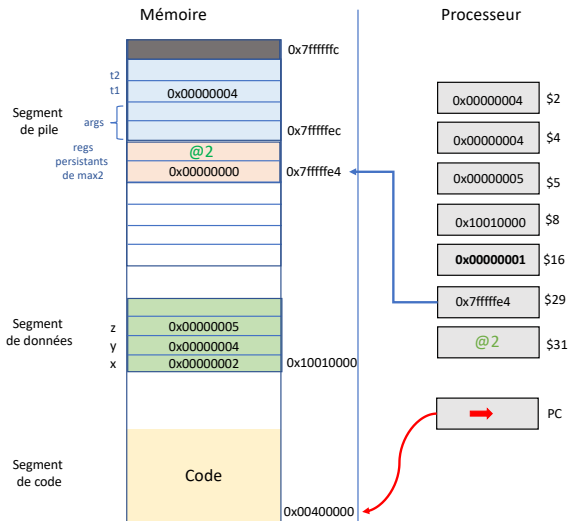 Mémoire
Processeur
0x7ffffffc
t2
t1
0x00000004
Segment
de pile
args
0x7fffffec
regs
persistants
de max2
@2
0x00000000
0x7fffffe4
0x00000004
$2
0x00000004
$4
0x00000005
$5
0x10010000
$8
0x00000001
$16
0x7fffffe4
$29
@2
$31
PC
Segment
de données
z
0x00000005
y
0x00000004
x
0x00000002
0x10010000
Segment
de code
Code
0x00400000